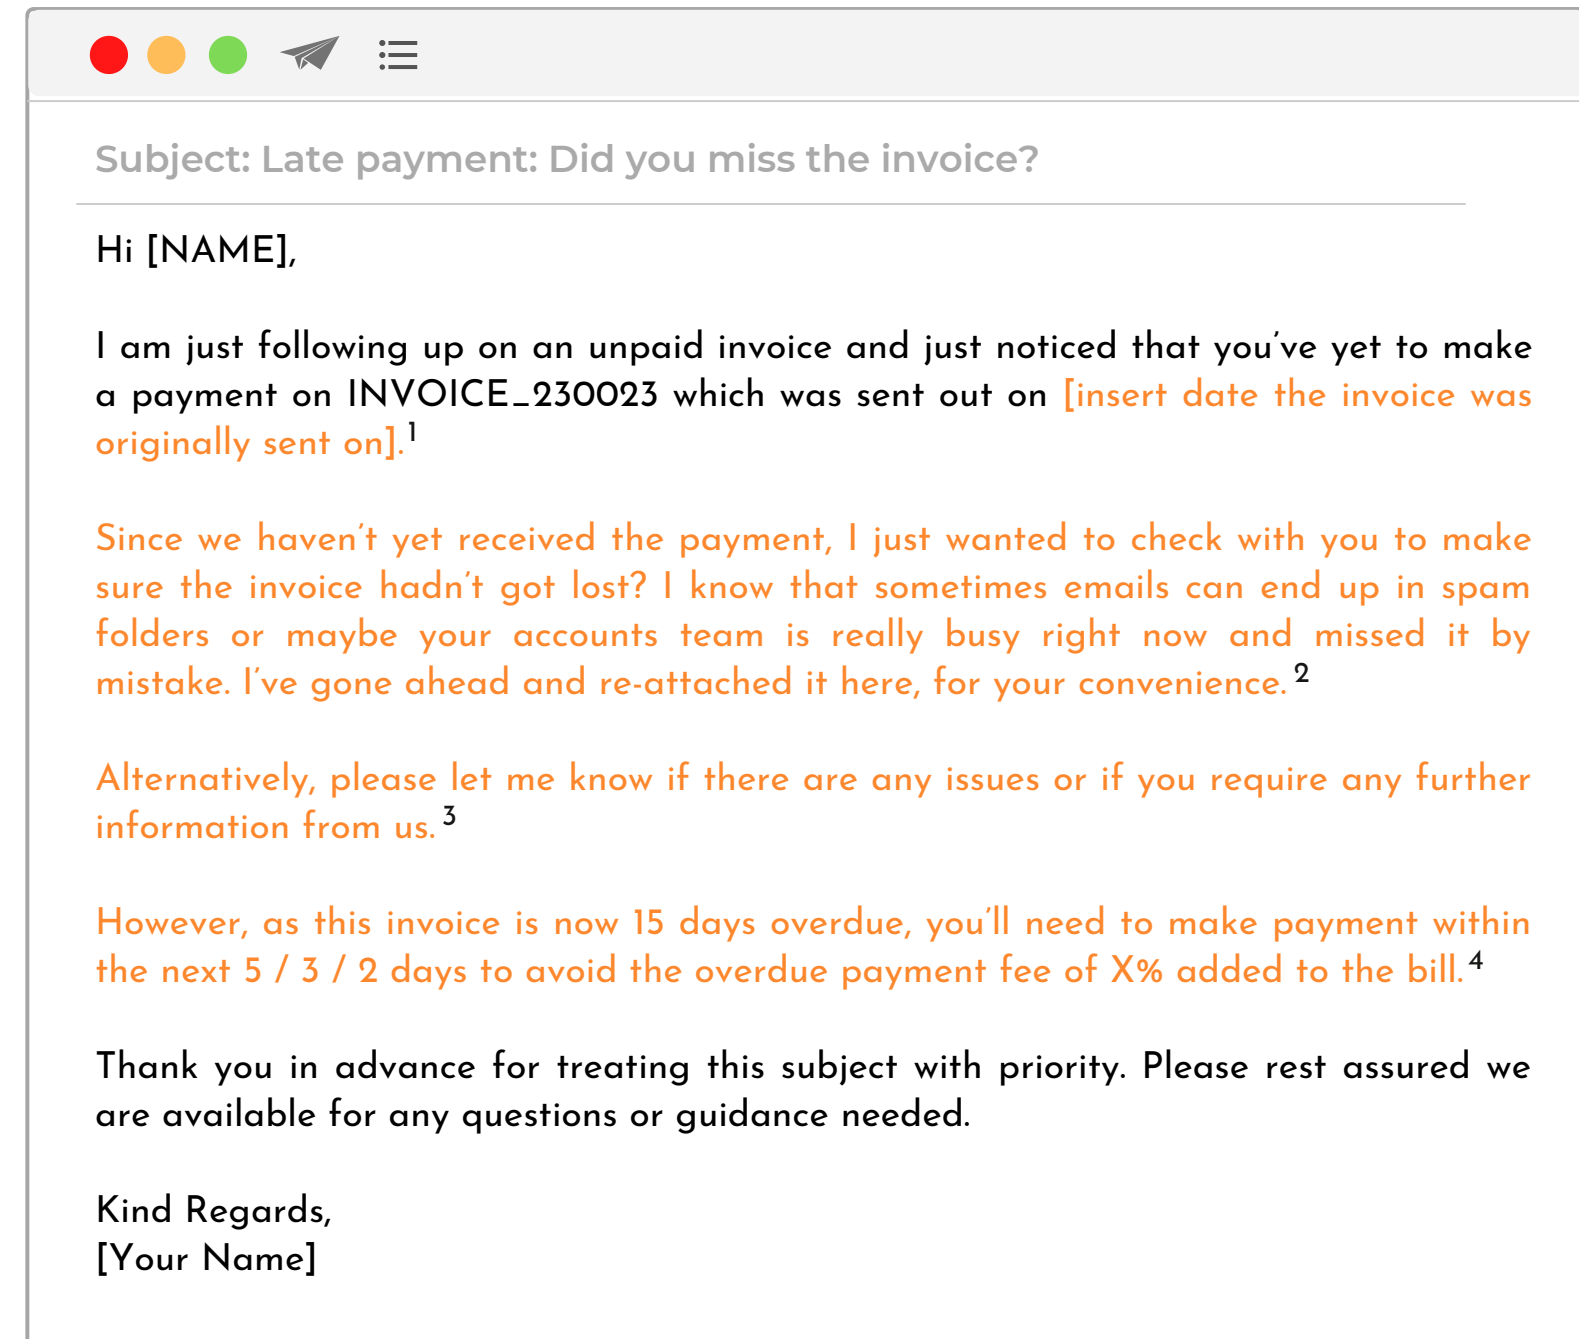 Subject: Late payment: Did you miss the invoice?
Hi [NAME],
I am just following up on an unpaid invoice and just noticed that you've yet to make
a payment on INVOICE_230023 which was sent out on [insert date the invoice was
originally sent on]. 1
Since we haven't yet received the payment, I just wanted to check with you to make
sure the invoice hadn't got lost? I know that sometimes emails can end up in spam
folders or maybe your accounts team is really busy right now and missed it by
mistake. I've gone ahead and re-attached it here, for your convenience. 2
Alternatively, please let me know if there are any issues or if you require any further
information from us. 3
However, as this invoice is now 15 days overdue, you'll need to make payment within
the next 5 / 3 / 2 days to avoid the overdue payment fee of X% added to the bill. 4
Thank you in advance for treating this subject with priority. Please rest assured we
are available for any questions or guidance needed.
Kind Regards,
[Your Name]